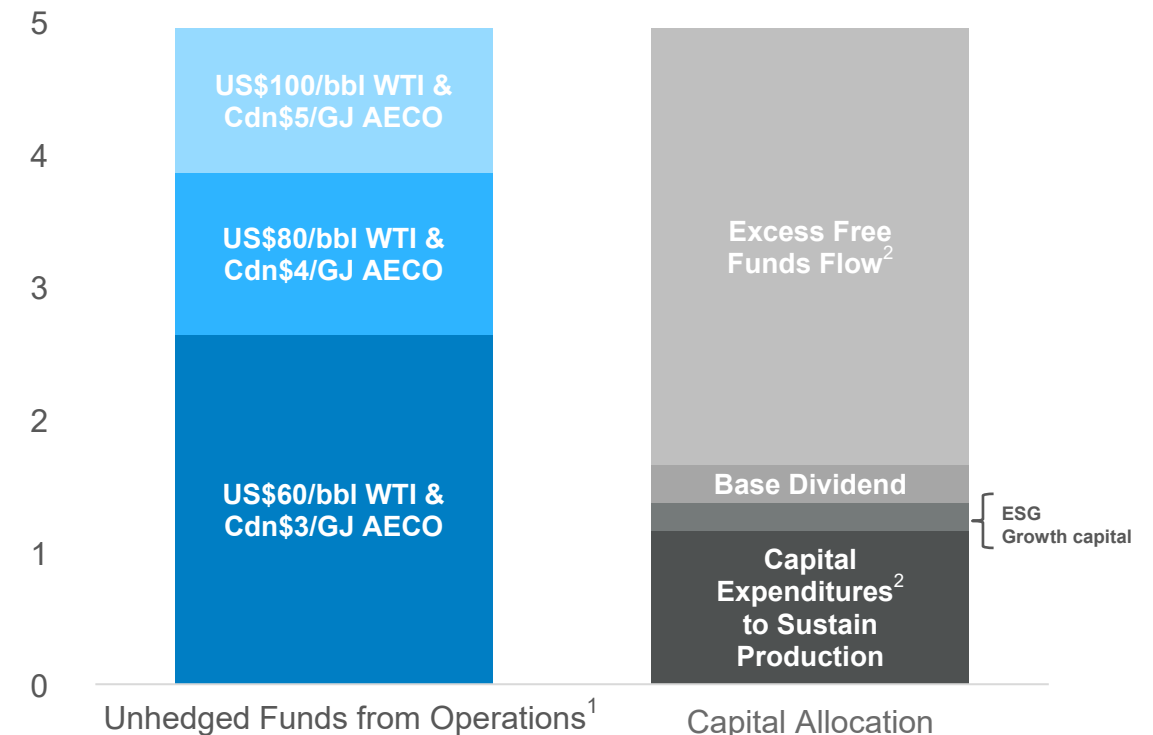 5
4
3
2
1
0
US$100/bbl WTI &
Cdn$5/GJ AECO
US$80/bbl WTI &
Cdn$4/GJ AECO
US$60/bbl WTI &
Cdn$3/GJ AECO
Excess Free
Funds Flow²
Base Dividend
ESG
Growth capital
Capital
Expenditures²
to Sustain
Production
Unhedged Funds from Operations¹
Capital Allocation